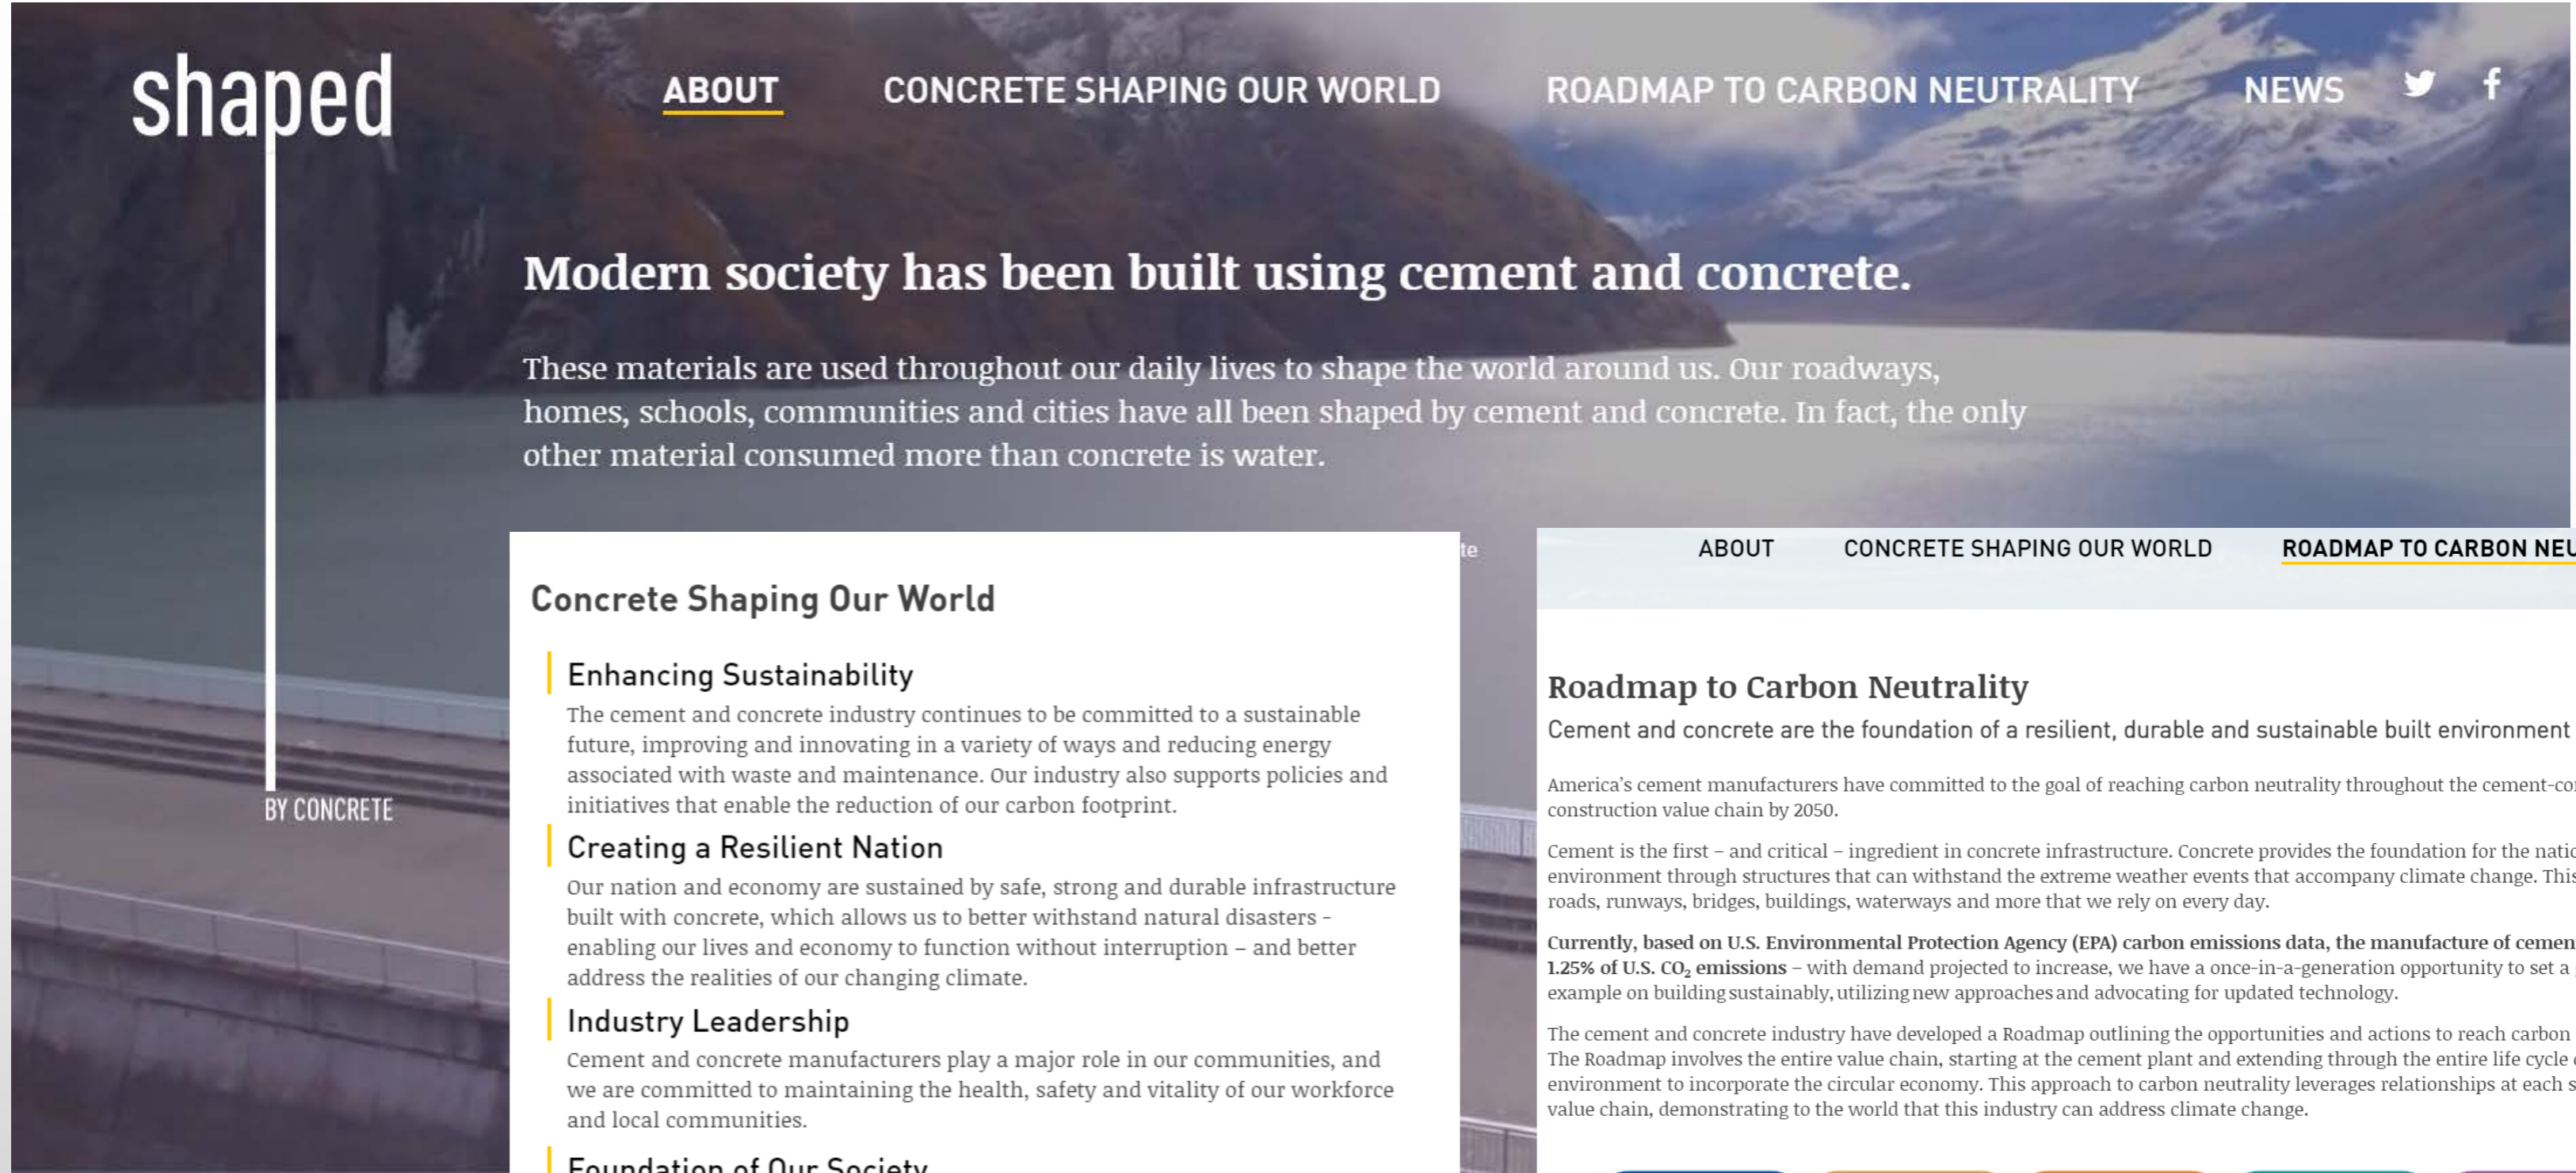 shaped
BY CONCRETE
ABOUT CONCRETE SHAPING OUR WORLD ROADMAP TO CARBON NEUTRALITY NEWS
Modern society has been built using cement and concrete.
These materials are used throughout our daily lives to shape the world around us. Our roadways,
homes, schools, communities and cities have all been shaped by cement and concrete. In fact, the only
other material consumed more than concrete is water.
Concrete Shaping Our World
Enhancing Sustainability
The cement and concrete industry continues to be committed to a sustainable
future, improving and innovating in a variety of ways and reducing energy
associated with waste and maintenance. Our industry also supports policies and
initiatives that enable the reduction of our carbon footprint.
Creating a Resilient Nation
Our nation and economy are sustained by safe, strong and durable infrastructure
built with concrete, which allows us to better withstand natural disasters -
enabling our lives and economy to function without interruption – and better
address the realities of our changing climate.
Industry Leadership
Cement and concrete manufacturers play a major role in our communities, and
we are committed to maintaining the health, safety and vitality of our workforce
and local communities.
Foundation of Our Society
te
ABOUT CONCRETE SHAPING OUR WORLD ROADMAP TO CARBON NEU
Roadmap to Carbon Neutrality
Cement and concrete are the foundation of a resilient, durable and sustainable built environment
America’s cement manufacturers have committed to the goal of reaching carbon neutrality throughout the cement-co
construction value chain by 2050.
Cement is the first – and critical – ingredient in concrete infrastructure. Concrete provides the foundation for the natio
environment through structures that can withstand the extreme weather events that accompany climate change. This
roads, runways, bridges, buildings, waterways and more that we rely on every day.
Currently, based on U.S. Environmental Protection Agency (EPA) carbon emissions data, the manufacture of cemen
1.25% of U.S. CO₂ emissions – with demand projected to increase, we have a once-in-a-generation opportunity to set a
example on building sustainably, utilizing new approaches and advocating for updated technology.
The cement and concrete industry have developed a Roadmap outlining the opportunities and actions to reach carbon
The Roadmap involves the entire value chain, starting at the cement plant and extending through the entire life cycle
environment to incorporate the circular economy. This approach to carbon neutrality leverages relationships at each s
value chain, demonstrating to the world that this industry can address climate change.